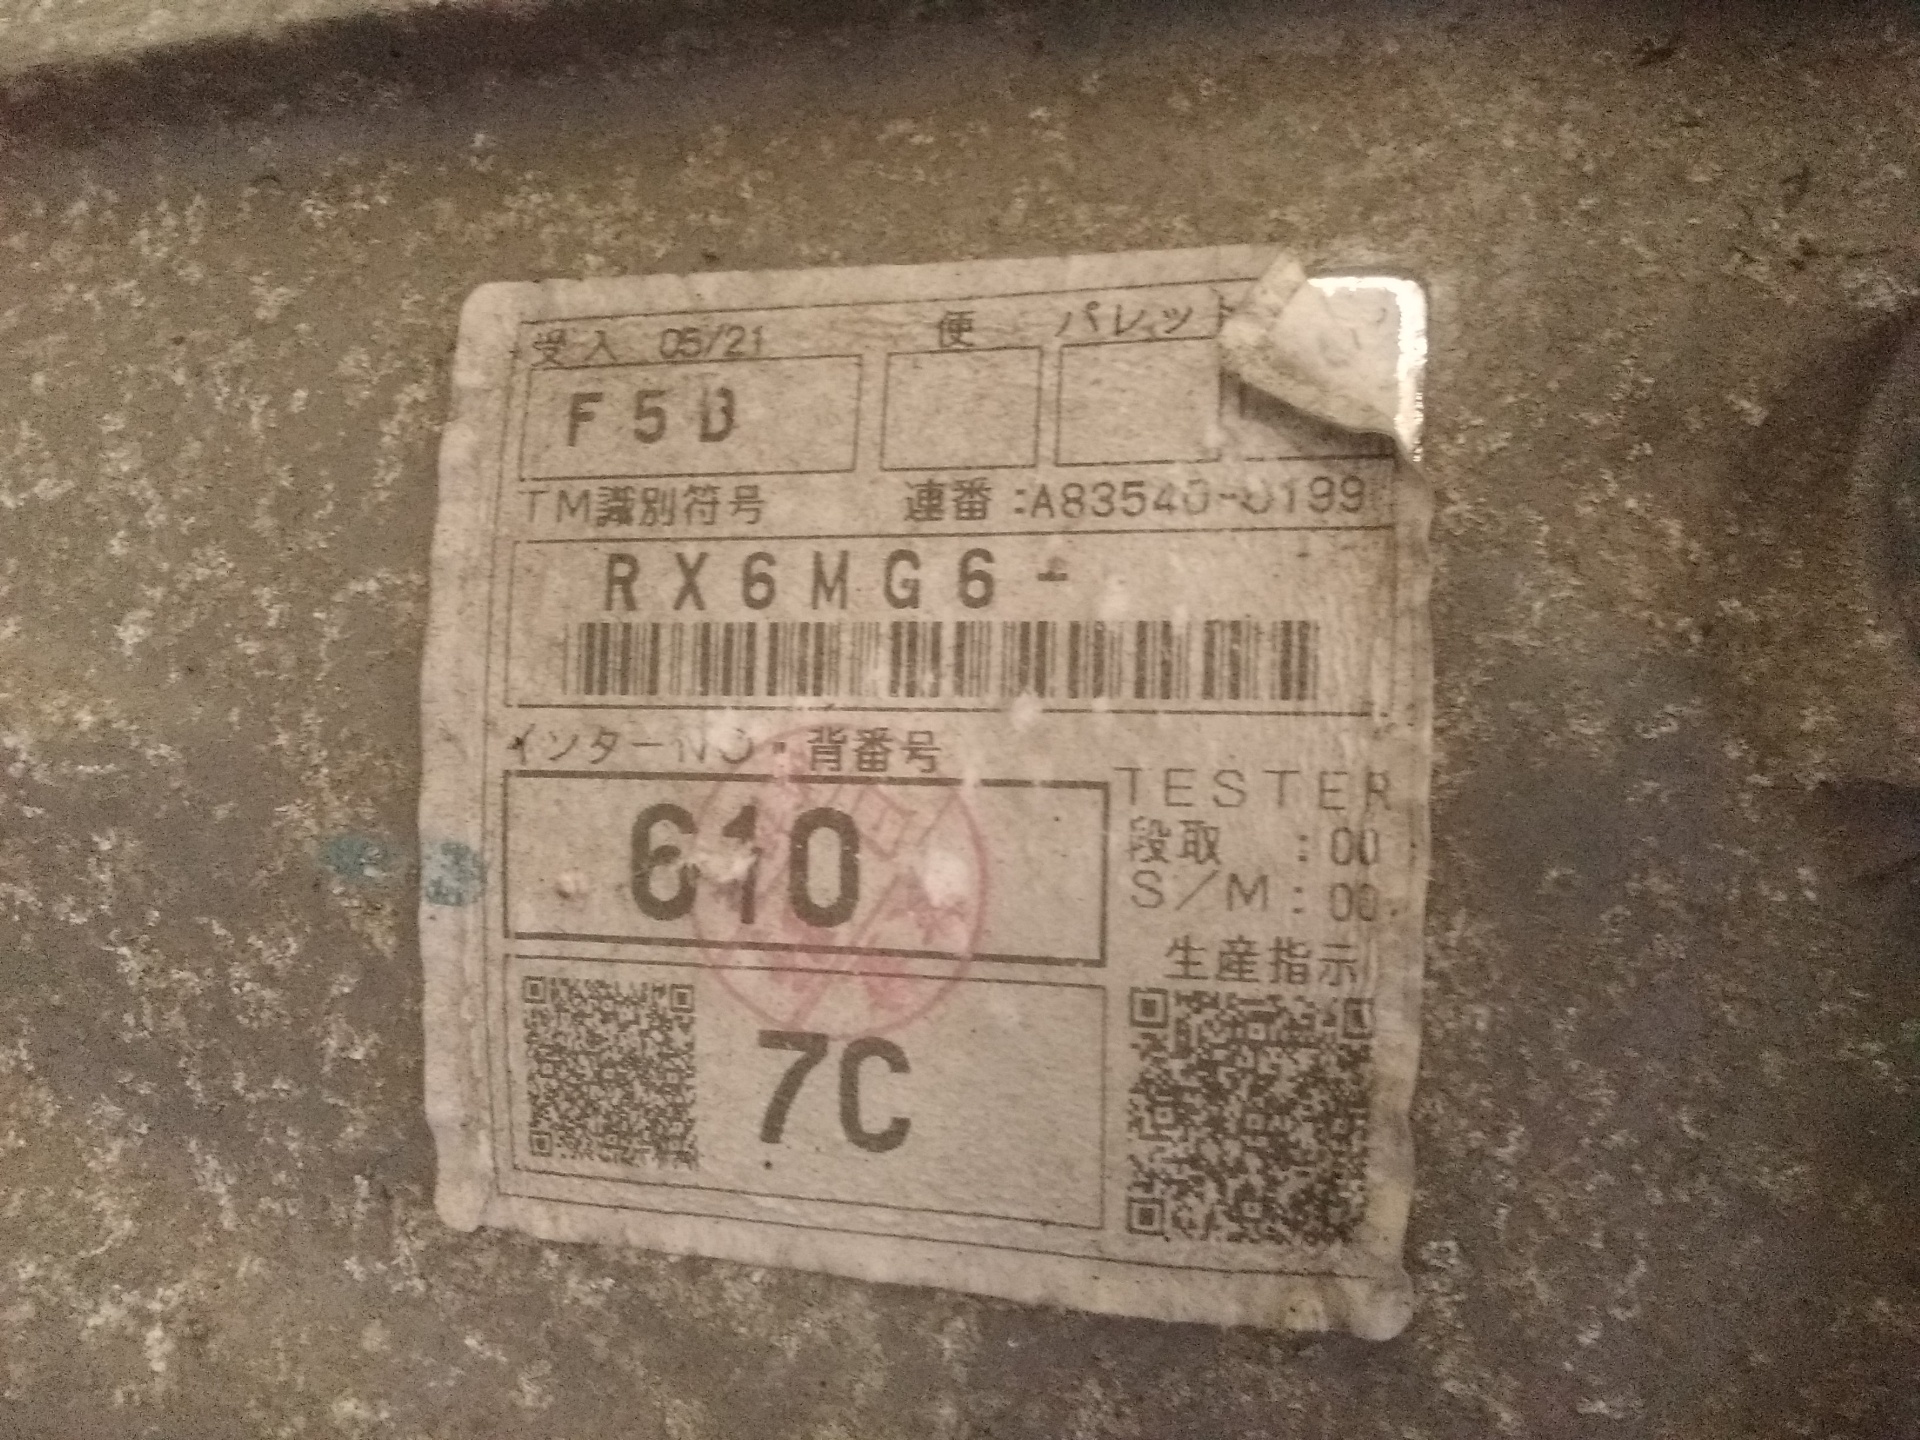 受入 05/21 便 パレット
F5B
TM識別符号 連番:A83540-0199
RX6MG6-
インターNO・背番号
610
TESTER
段取 :00
S/M:00
生産指示
7C